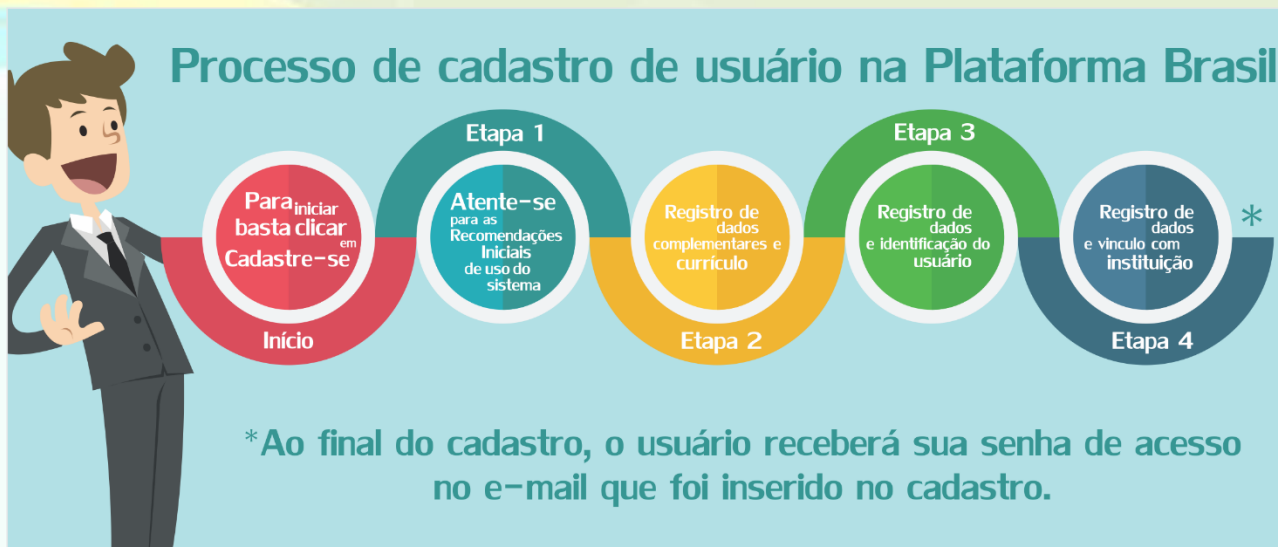 Processo de cadastro de usuário na Plataforma Brasil
Para iniciar
basta clicar
em
Cadastre-se
Início
Etapa 1
Atente-se
para as
Recomendações
Iniciais
de uso do
sistema
Registro de
dados
complementares e
currículo
Etapa 2
Etapa 3
Registro de
dados
e identificação do
usuário
Registro de
dados
e vinculo com
instituição
Etapa 4
*
*Ao final do cadastro, o usuário receberá sua senha de acesso
no e-mail que foi inserido no cadastro.